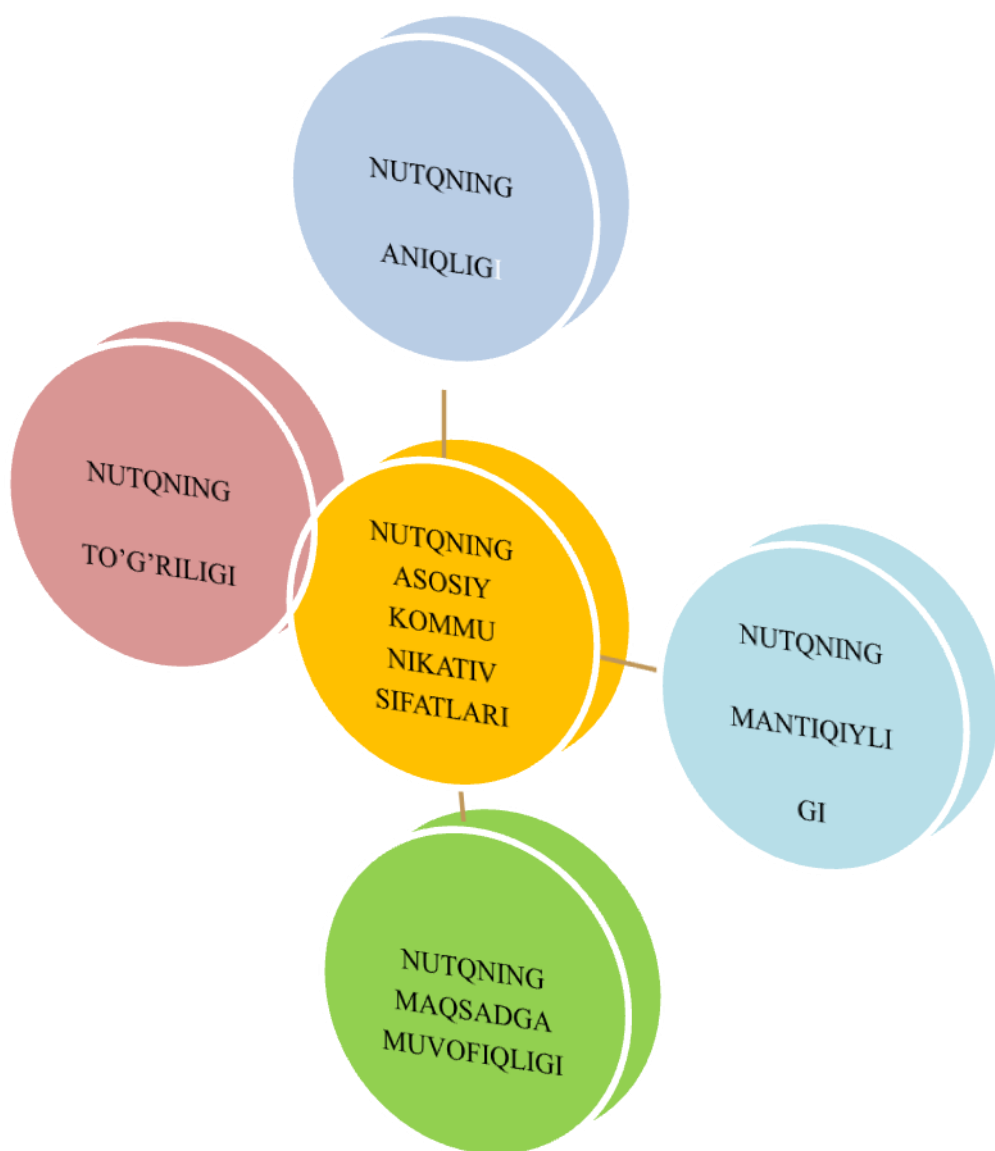 NUTQNING
ANIQLIGI
NUTQNING
TO’G’RILIGI
NUTQNING
ASOSIY
KOMMU
NIKATIV
SIFATLARI
NUTQNING
MANTIQIYLI
GI
NUTQNING
MAQSADGA
MUVOFIQLIGI